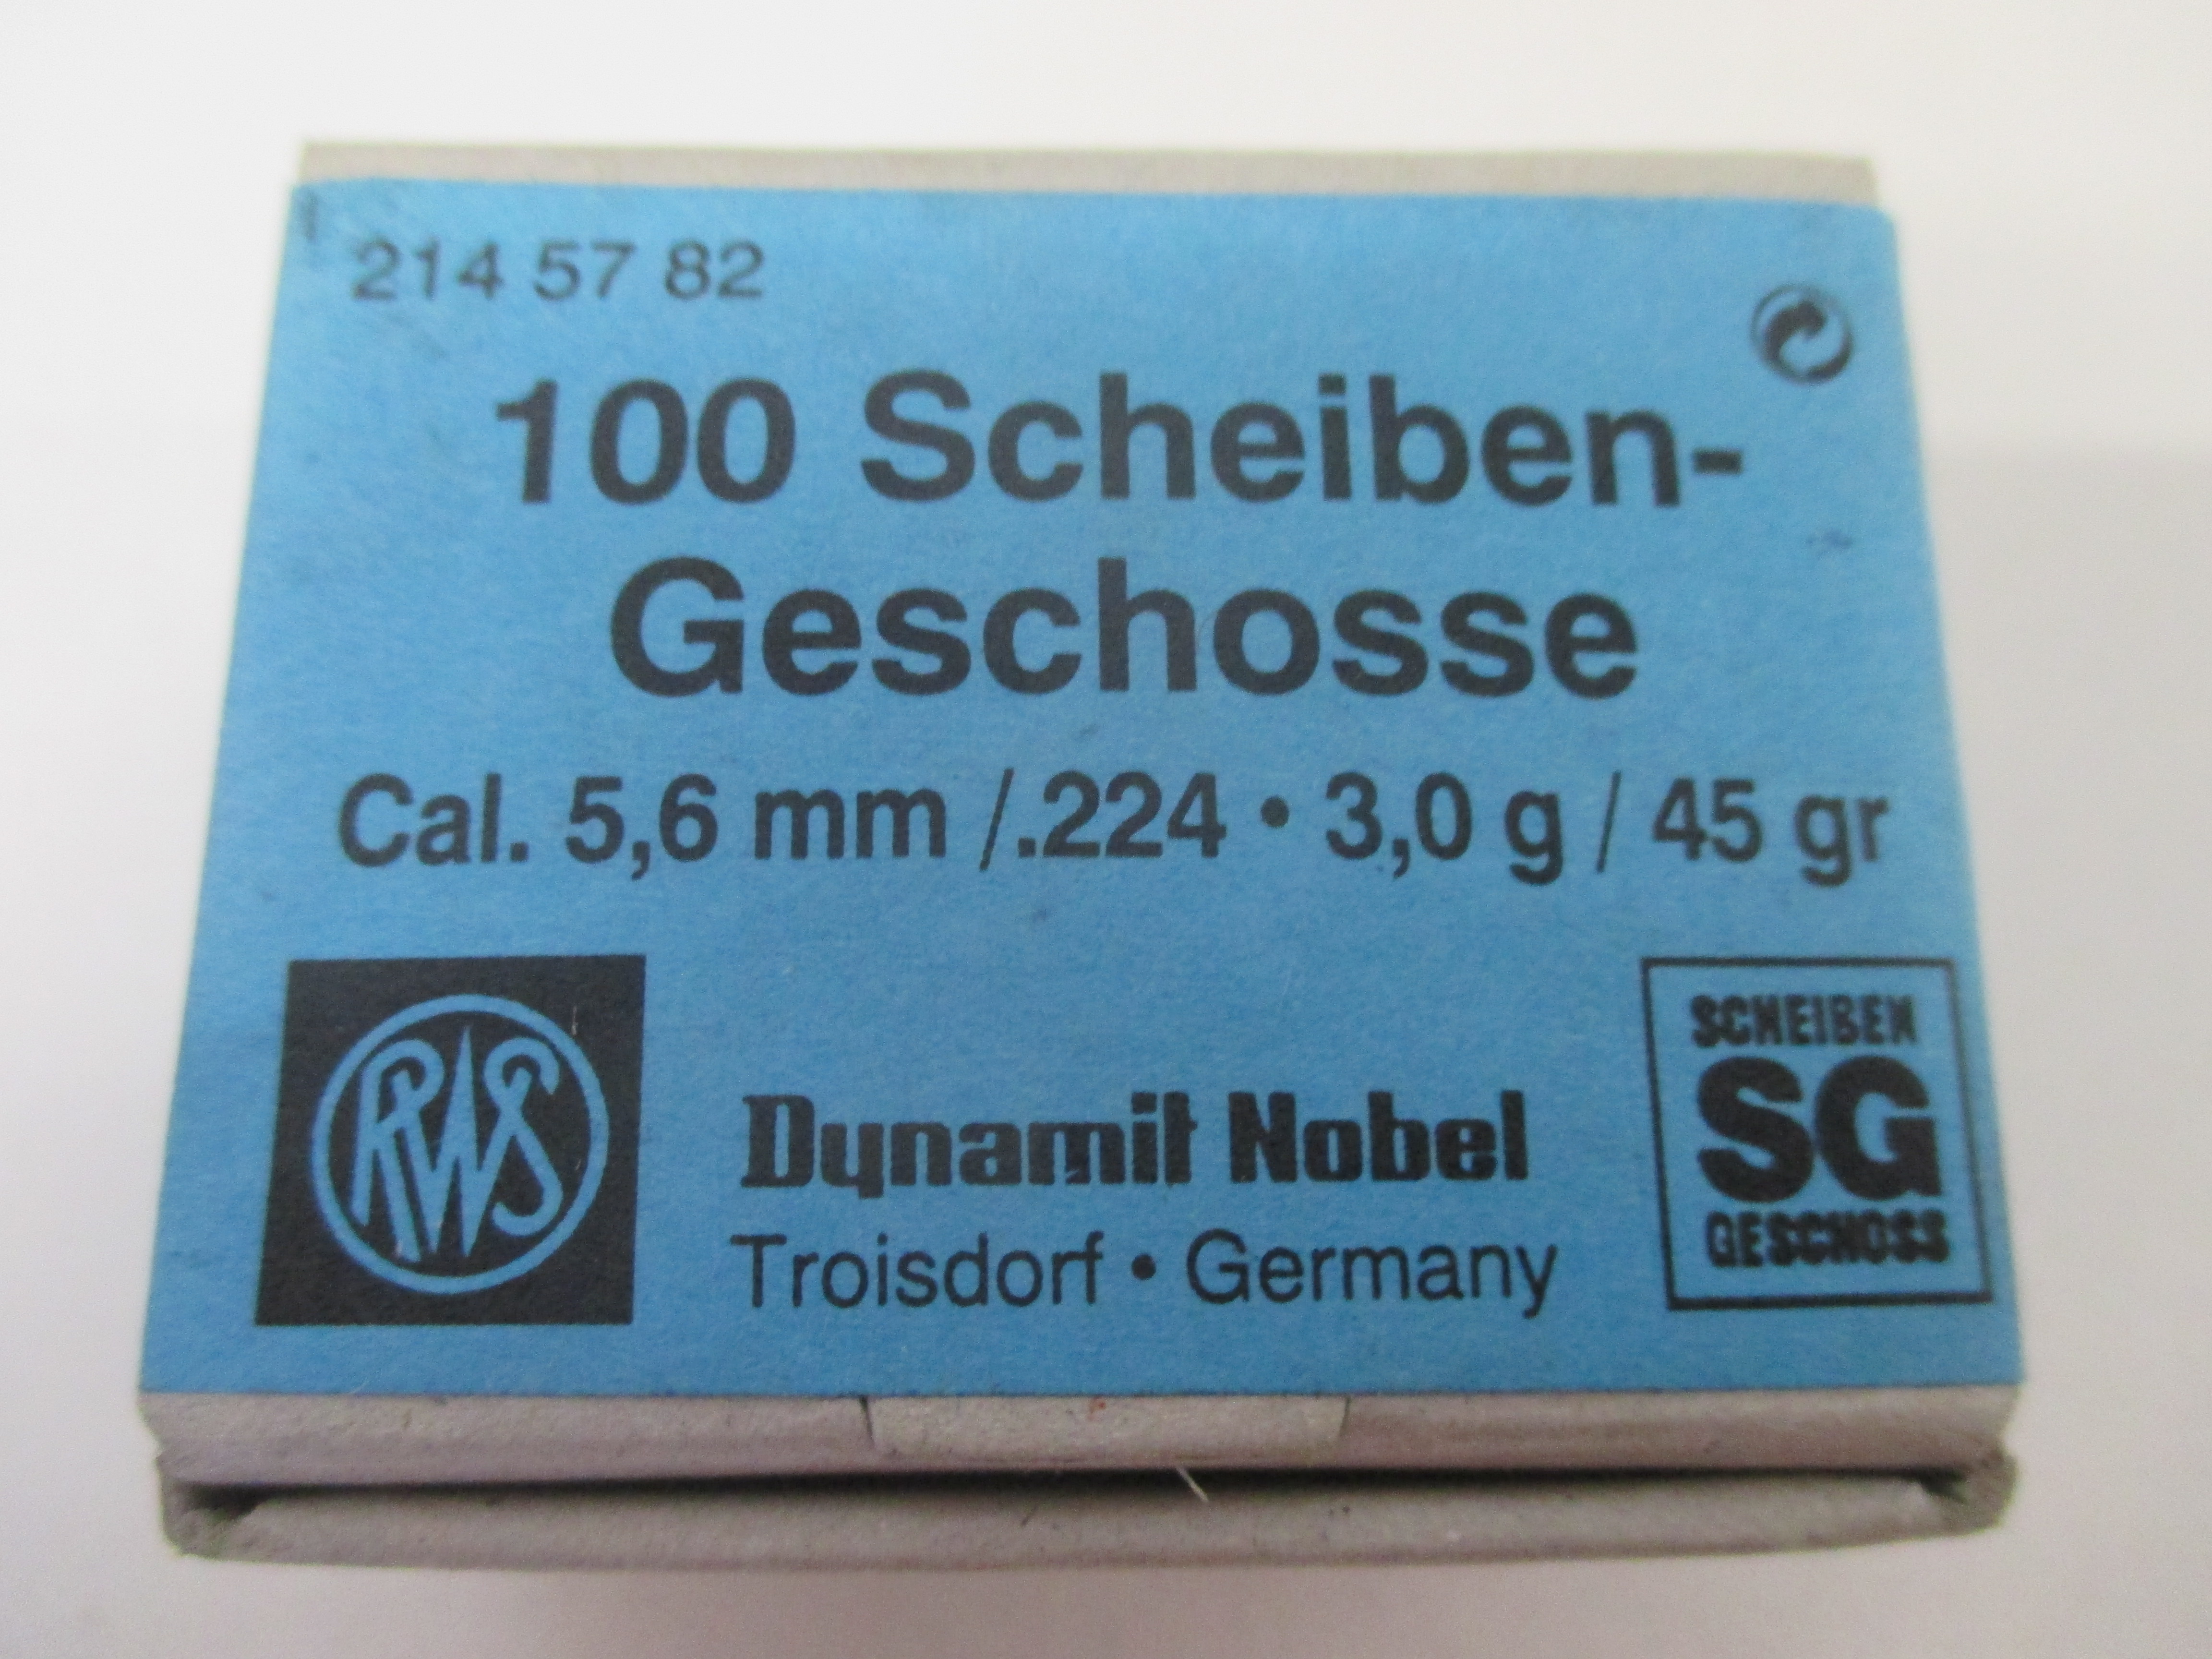 214 57 82
100 Scheiben-
Geschosse
Cal. 5,6 mm /.224 • 3,0 g / 45 gr
RWS
Dynamit Nobel
Troisdorf • Germany
SCHEIBEN
SG
GESCHOSS